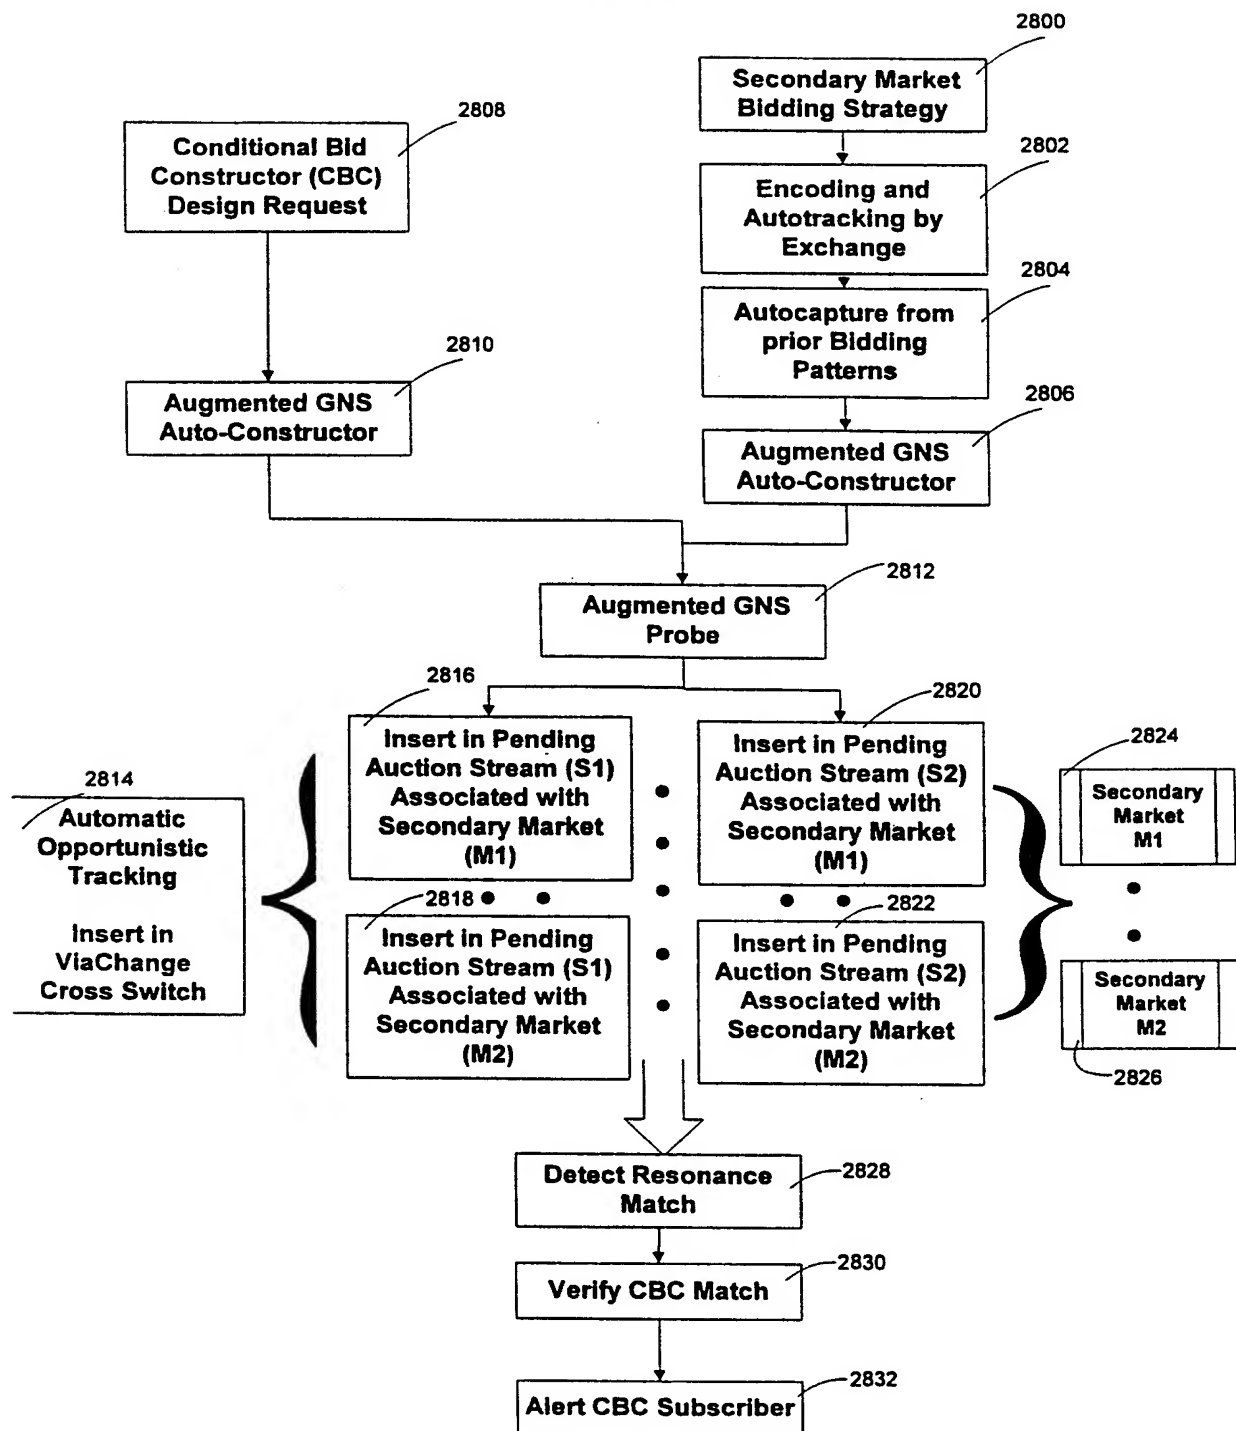 2800
Secondary Market
Bidding Strategy
2808
Conditional Bid
Constructor (CBC)
Design Request
2802
Encoding and
Autotracking by
Exchange
2804
Autocapture from
prior Bidding
Patterns
2810
Augmented GNS
Auto-Constructor
2806
Augmented GNS
Auto-Constructor
2812
Augmented GNS
Probe
2816
Insert in Pending
Auction Stream (S1)
Associated with
Secondary Market
(M1)
2820
Insert in Pending
Auction Stream (S2)
Associated with
Secondary Market
(M1)
2824
Secondary
Market
M1
2814
Automatic
Opportunistic
Tracking
Insert in
ViaChange
Cross Switch
2818
Insert in Pending
Auction Stream (S1)
Associated with
Secondary Market
(M2)
2822
Insert in Pending
Auction Stream (S2)
Associated with
Secondary Market
(M2)
Secondary
Market
M2
2826
Detect Resonance
Match
2828
Verify CBC Match
2830
Alert CBC Subscriber
2832